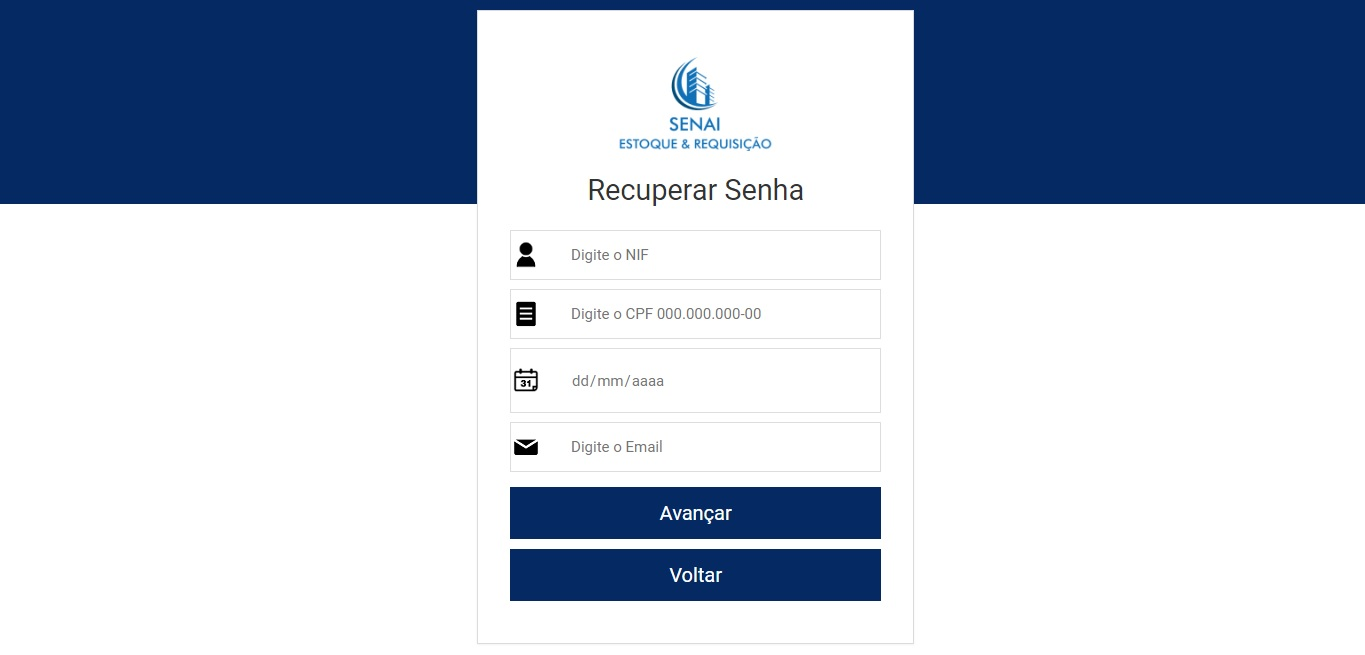 SENAI
ESTOQUE & REQUISIÇÃO
Recuperar Senha
Digite o NIF
Digite o CPF 000.000.000-00
31
dd/mm/aaaa
Digite o Email
Avançar
Voltar